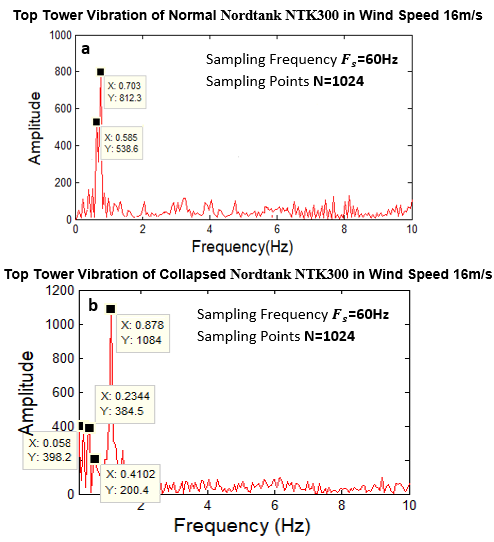 Top Tower Vibration of Normal Nordtank NTK300 in Wind Speed 16m/s
1000
a
Sampling Frequency Fs=60Hz
800
X: 0.703
Sampling Points N=1024
Y: 812.3
600
X: 0.585
Y: 538.6
400
200
0
0 2 4 6 8 10
Amplitude
Frequency(Hz)
Top Tower Vibration of Collapsed Nordtank NTK300 in Wind Speed 16m/s
1200
b
Sampling Frequency Fs=60Hz
1000
X: 0.878
Y: 1084
Sampling Points N=1024
800
600
X: 0.2344
Y: 384.5
400
X: 0.058
Y: 398.2
200
X: 0.4102
Y: 200.4
0
2 4 6 8 10
Amplitude
Frequency (Hz)